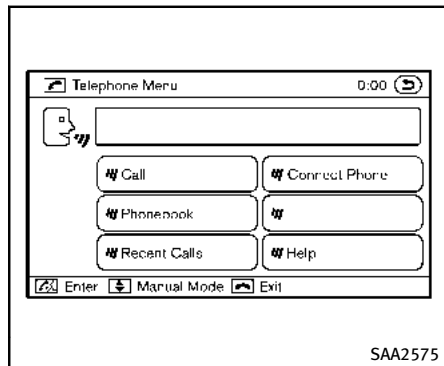 Telephone Menu 0:00
Call
Connect Phone
Phonebook
Recent Calls
Help
Enter Manual Mode Exit
SAA2575